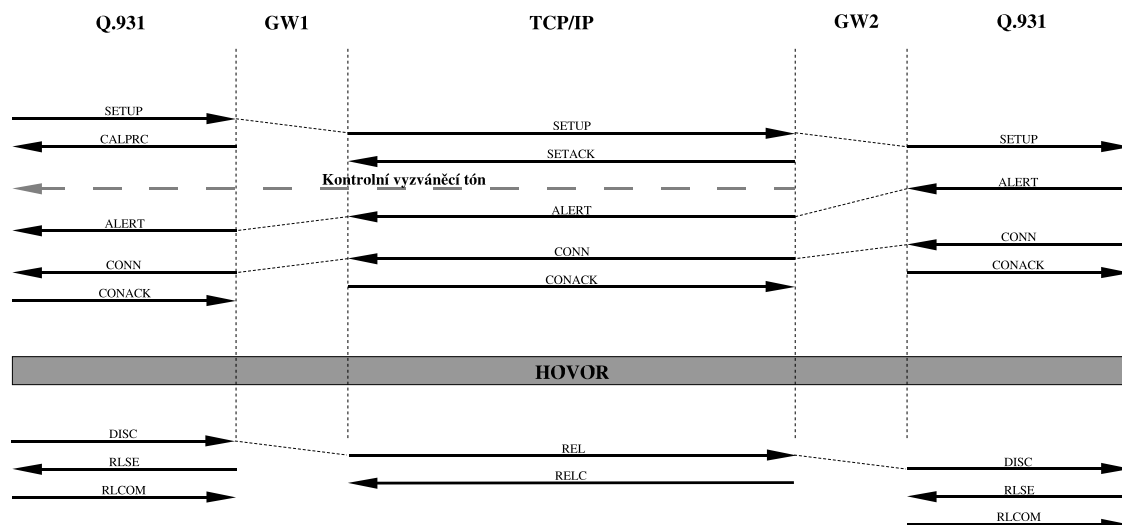 Q.931 GW1 TCP/IP GW2 Q.931
SETUP
SETUP
CALPRC
SETUP
SETACK
Kontrolní vyzváněcí tón
ALERT
ALERT
ALERT
CONN
CONN
CONN
CONACK
CONACK
CONACK
HOVOR
DISC
REL
RLSE
DISC
RELC
RLCOM
RLSE
RLCOM